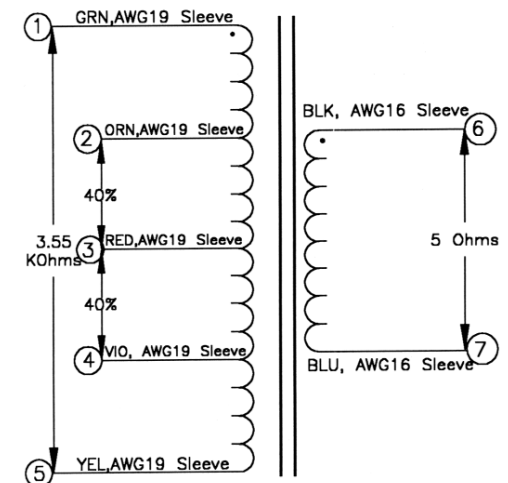 1 GRN,AWG19 Sleeve
BLK, AWG16 Sleeve
6
2 ORN,AWG19 Sleeve
40%
3.55
KOhms
3 RED,AWG19 Sleeve
5 Ohms
40%
4 VIO, AWG19 Sleeve
7
BLU, AWG16 Sleeve
5 YEL,AWG19 Sleeve